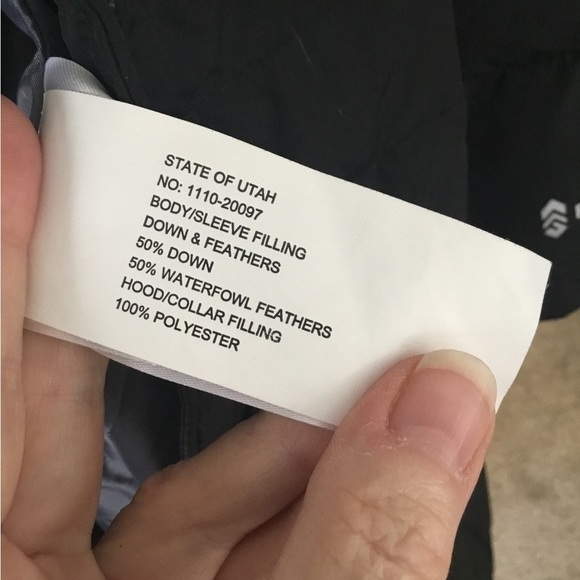 STATE OF UTAH
NO: 1110-20097
BODY/SLEEVE FILLING
DOWN & FEATHERS
50% DOWN
50% WATERFOWL FEATHERS
HOOD/COLLAR FILLING
100% POLYESTER